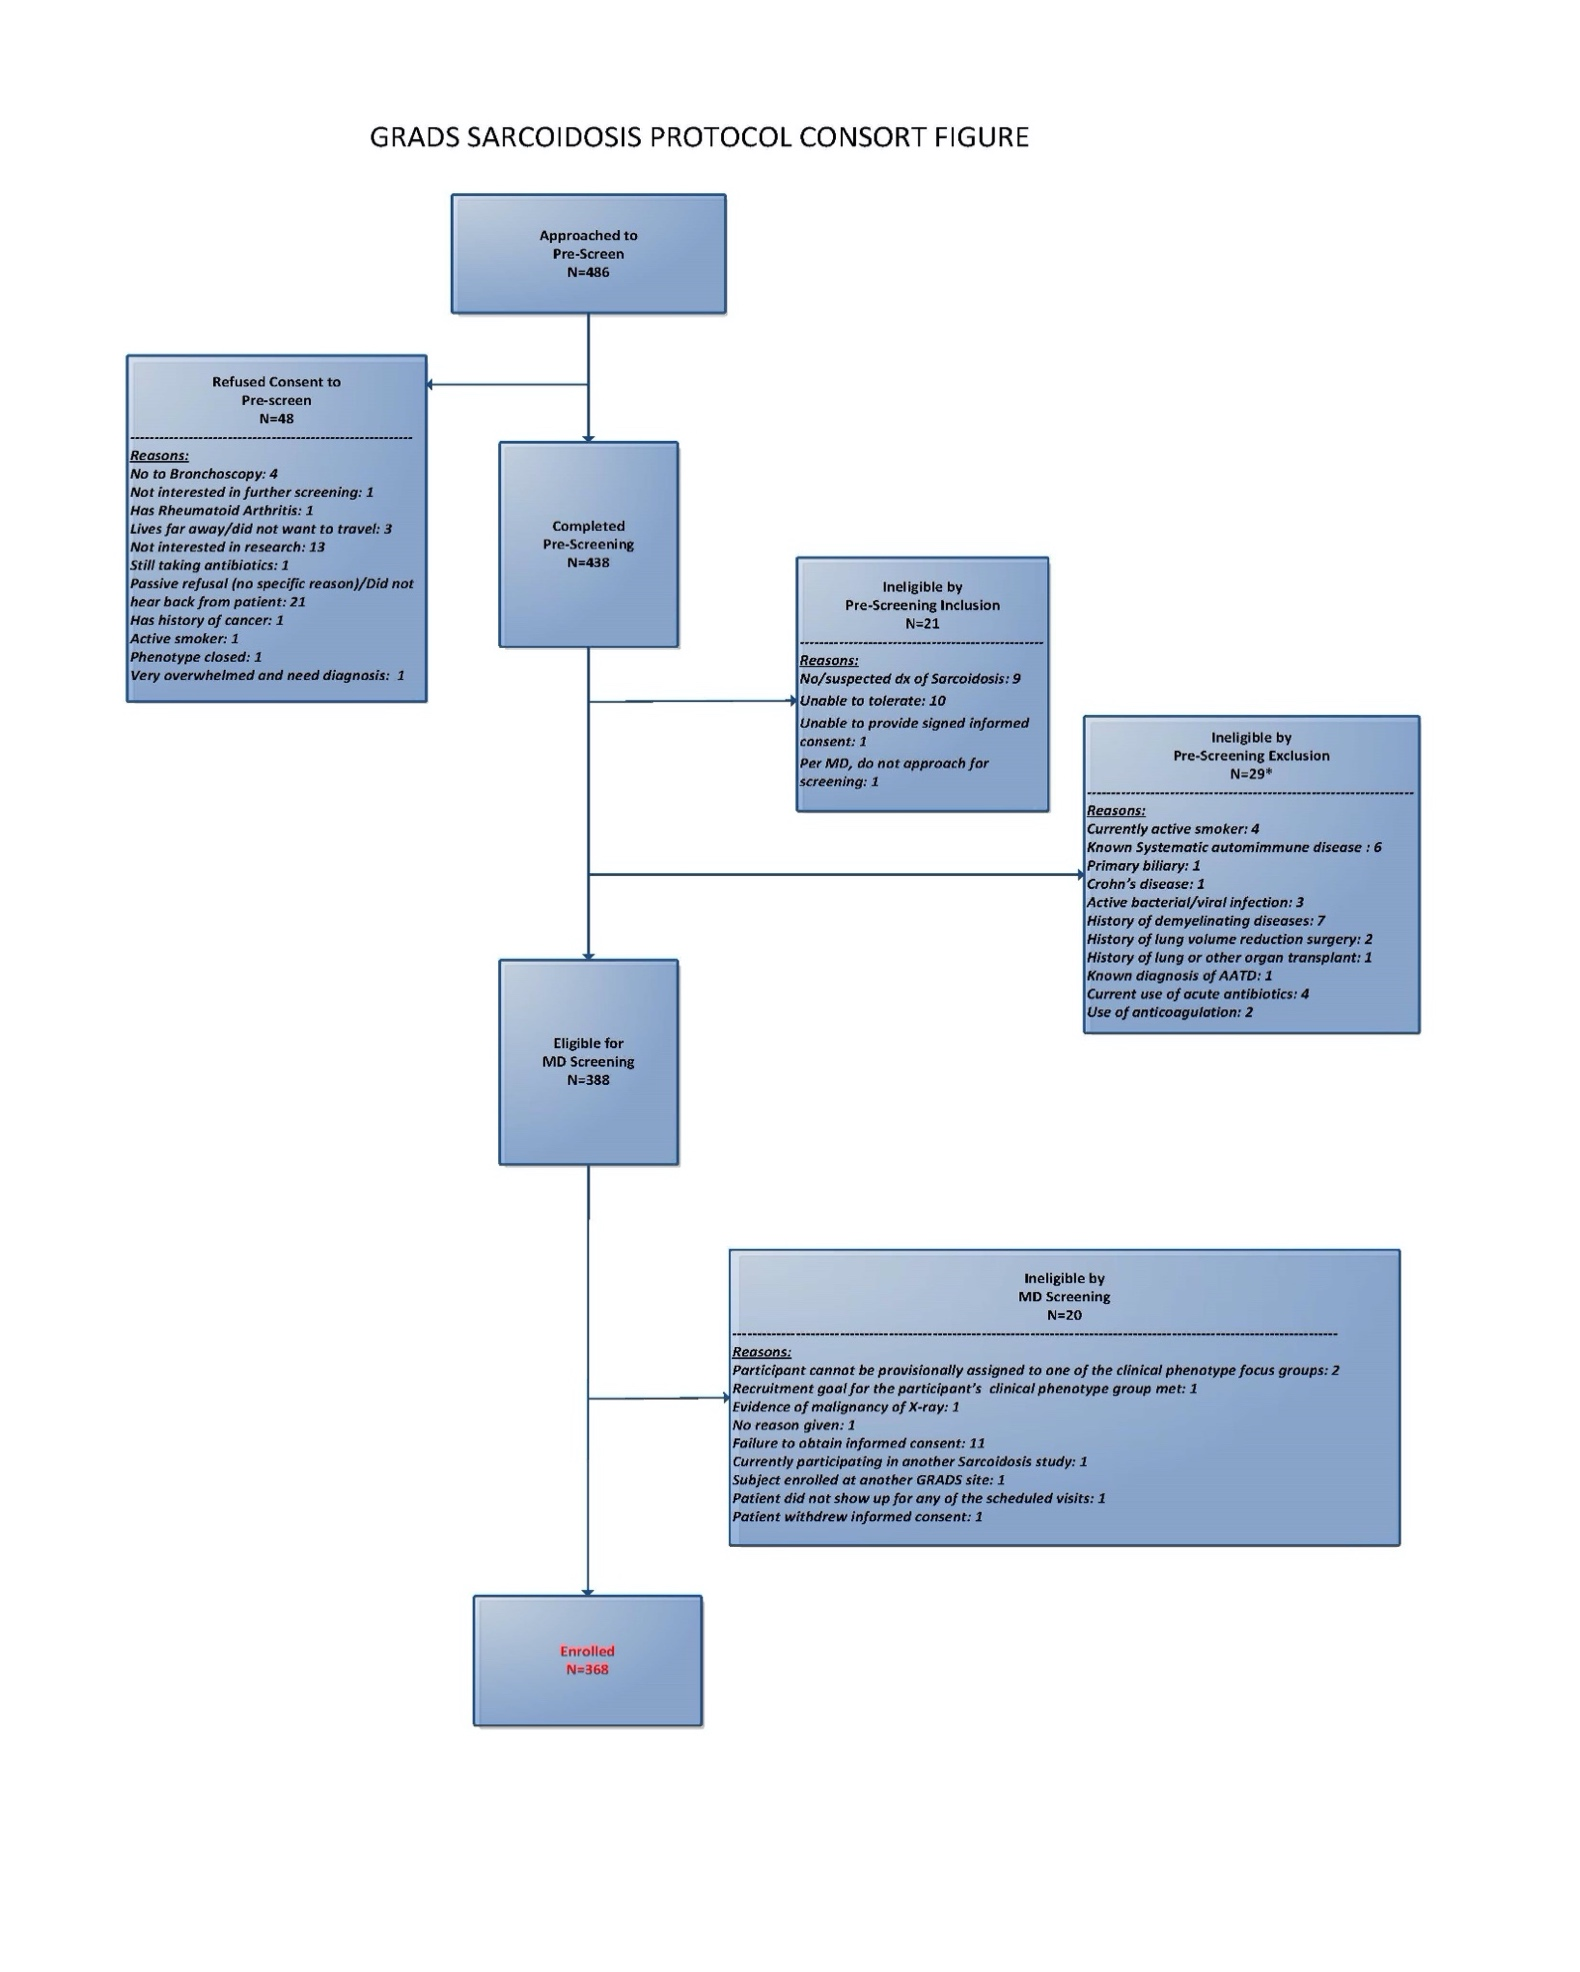 GRADS SARCOIDOSIS PROTOCOL CONSORT FIGURE
Approached to
Pre-Screen
N=486
Refused Consent to
Pre-screen
N=48
Reasons:
No to Bronchoscopy: 4
Not interested in further screening: 1
Has Rheumatoid Arthritis: 1
Lives far away/did not want to travel: 3
Not interested in research: 13
Still taking antibiotics: 1
Passive refusal (no specific reason)/Did not
hear back from patient: 21
Has history of cancer: 1
Active smoker: 1
Phenotype closed: 1
Very overwhelmed and need diagnosis: 1
Completed
Pre-Screening
N=438
Ineligible by
Pre-Screening Inclusion
N=21
Reasons:
No/suspected dx of Sarcoidosis: 9
Unable to tolerate: 10
Unable to provide signed informed
consent: 1
Per MD, do not approach for
screening: 1
Ineligible by
Pre-Screening Exclusion
N=29*
Reasons:
Currently active smoker: 4
Known Systematic automimmune disease : 6
Primary biliary: 1
Crohn's disease: 1
Active bacterial/viral infection: 3
History of demyelinating diseases: 7
History of lung volume reduction surgery: 2
History of lung or other organ transplant: 1
Known diagnosis of AATD: 1
Current use of acute antibiotics: 4
Use of anticoagulation: 2
Eligible for
MD Screening
N=388
Ineligible by
MD Screening
N=20
Reasons:
Participant cannot be provisionally assigned to one of the clinical phenotype focus groups: 2
Recruitment goal for the participant's clinical phenotype group met: 1
Evidence of malignancy of X-ray: 1
No reason given: 1
Failure to obtain informed consent: 11
Currently participating in another Sarcoidosis study: 1
Subject enrolled at another GRADS site: 1
Patient did not show up for any of the scheduled visits: 1
Patient withdrew informed consent: 1
Enrolled
N=368